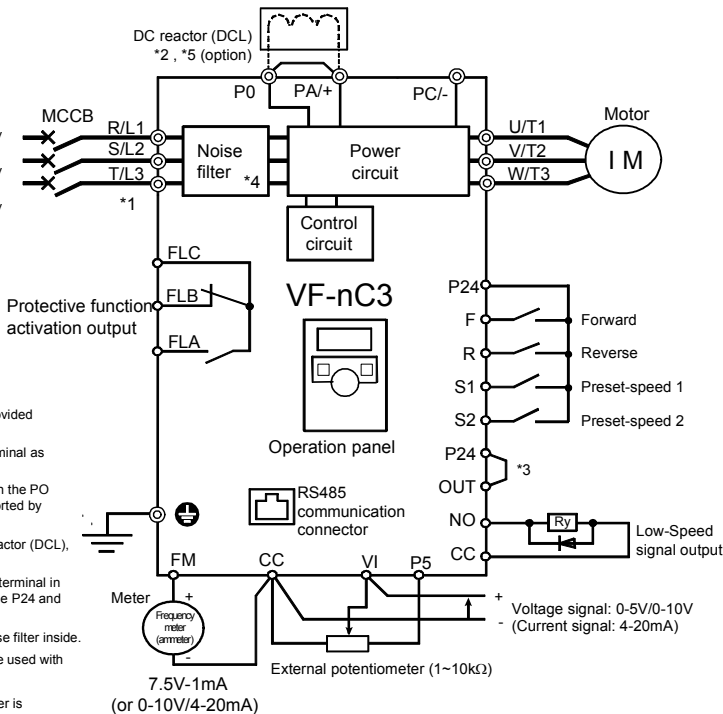 DC reactor (DCL)
*2 , *5 (option)
P0
PA/+
PC/-
MCCB
R/L1
S/L2
T/L3
*1
Noise
filter
*4
Power
circuit
Control
circuit
U/T1
V/T2
W/T3
Motor
I M
FLC
FLB
FLA
Protective function
activation output
VF-nC3
Operation panel
RS485
communication
connector
P24
F
Forward
R
Reverse
S1
Preset-speed 1
S2
Preset-speed 2
P24
*3
OUT
NO
Ry
CC
Low-Speed
signal output
ovided
minal as
n the PO
orted by
actor (DCL),
terminal in
e P24 and
se filter inside.
e used with
er is
FM
CC
VI
P5
Meter
+
Frequency
meter
(ammeter)
-
7.5V-1mA
(or 0-10V/4-20mA)
External potentiometer (1~10kΩ)
+
-
Voltage signal: 0-5V/0-10V
(Current signal: 4-20mA)